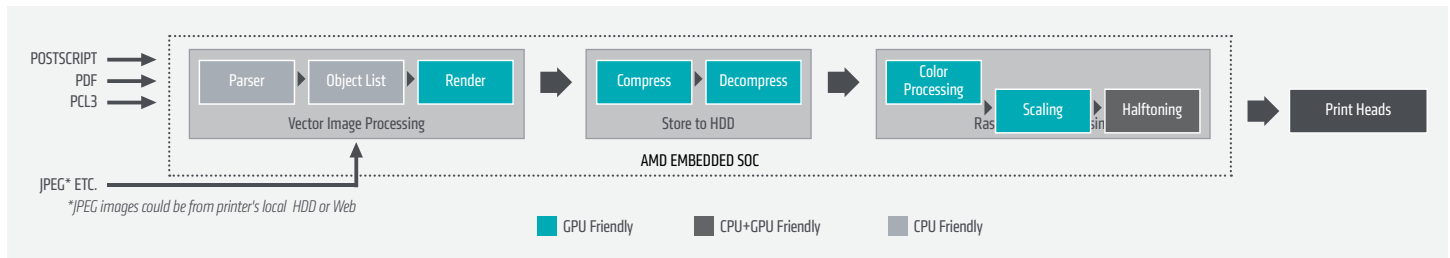 POSTSCRIPT
PDF
PCL3
JPEG* ETC.
*JPEG images could be from printer's local HDD or Web
Parser
Object List
Render
Vector Image Processing
Compress
Decompress
Store to HDD
Color
Processing
Scaling
Halftoning
AMD EMBEDDED SOC
Print Heads
GPU Friendly
CPU+GPU Friendly
CPU Friendly